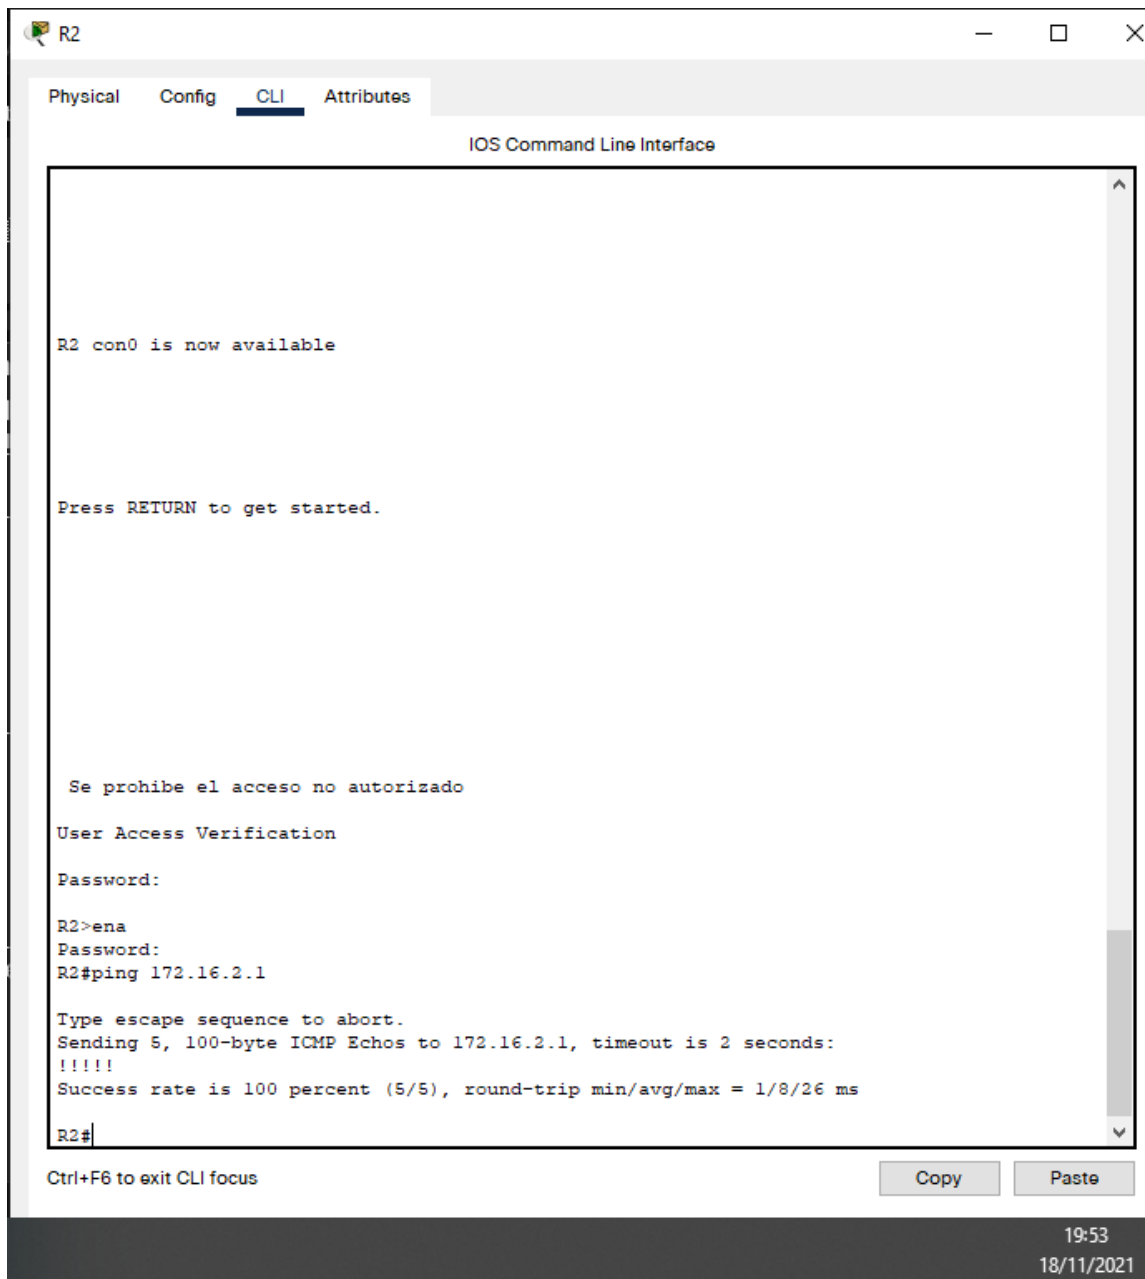 R2
Physical Config CLI Attributes
IOS Command Line Interface
R2 con0 is now available
Press RETURN to get started.
Se prohibe el acceso no autorizado
User Access Verification
Password:
R2>ena
Password:
R2#ping 172.16.2.1
Type escape sequence to abort.
Sending 5, 100-byte ICMP Echos to 172.16.2.1, timeout is 2 seconds:
!!!!!
Success rate is 100 percent (5/5), round-trip min/avg/max = 1/8/26 ms
R2#
Ctrl+F6 to exit CLI focus
Copy Paste
19:53
18/11/2021